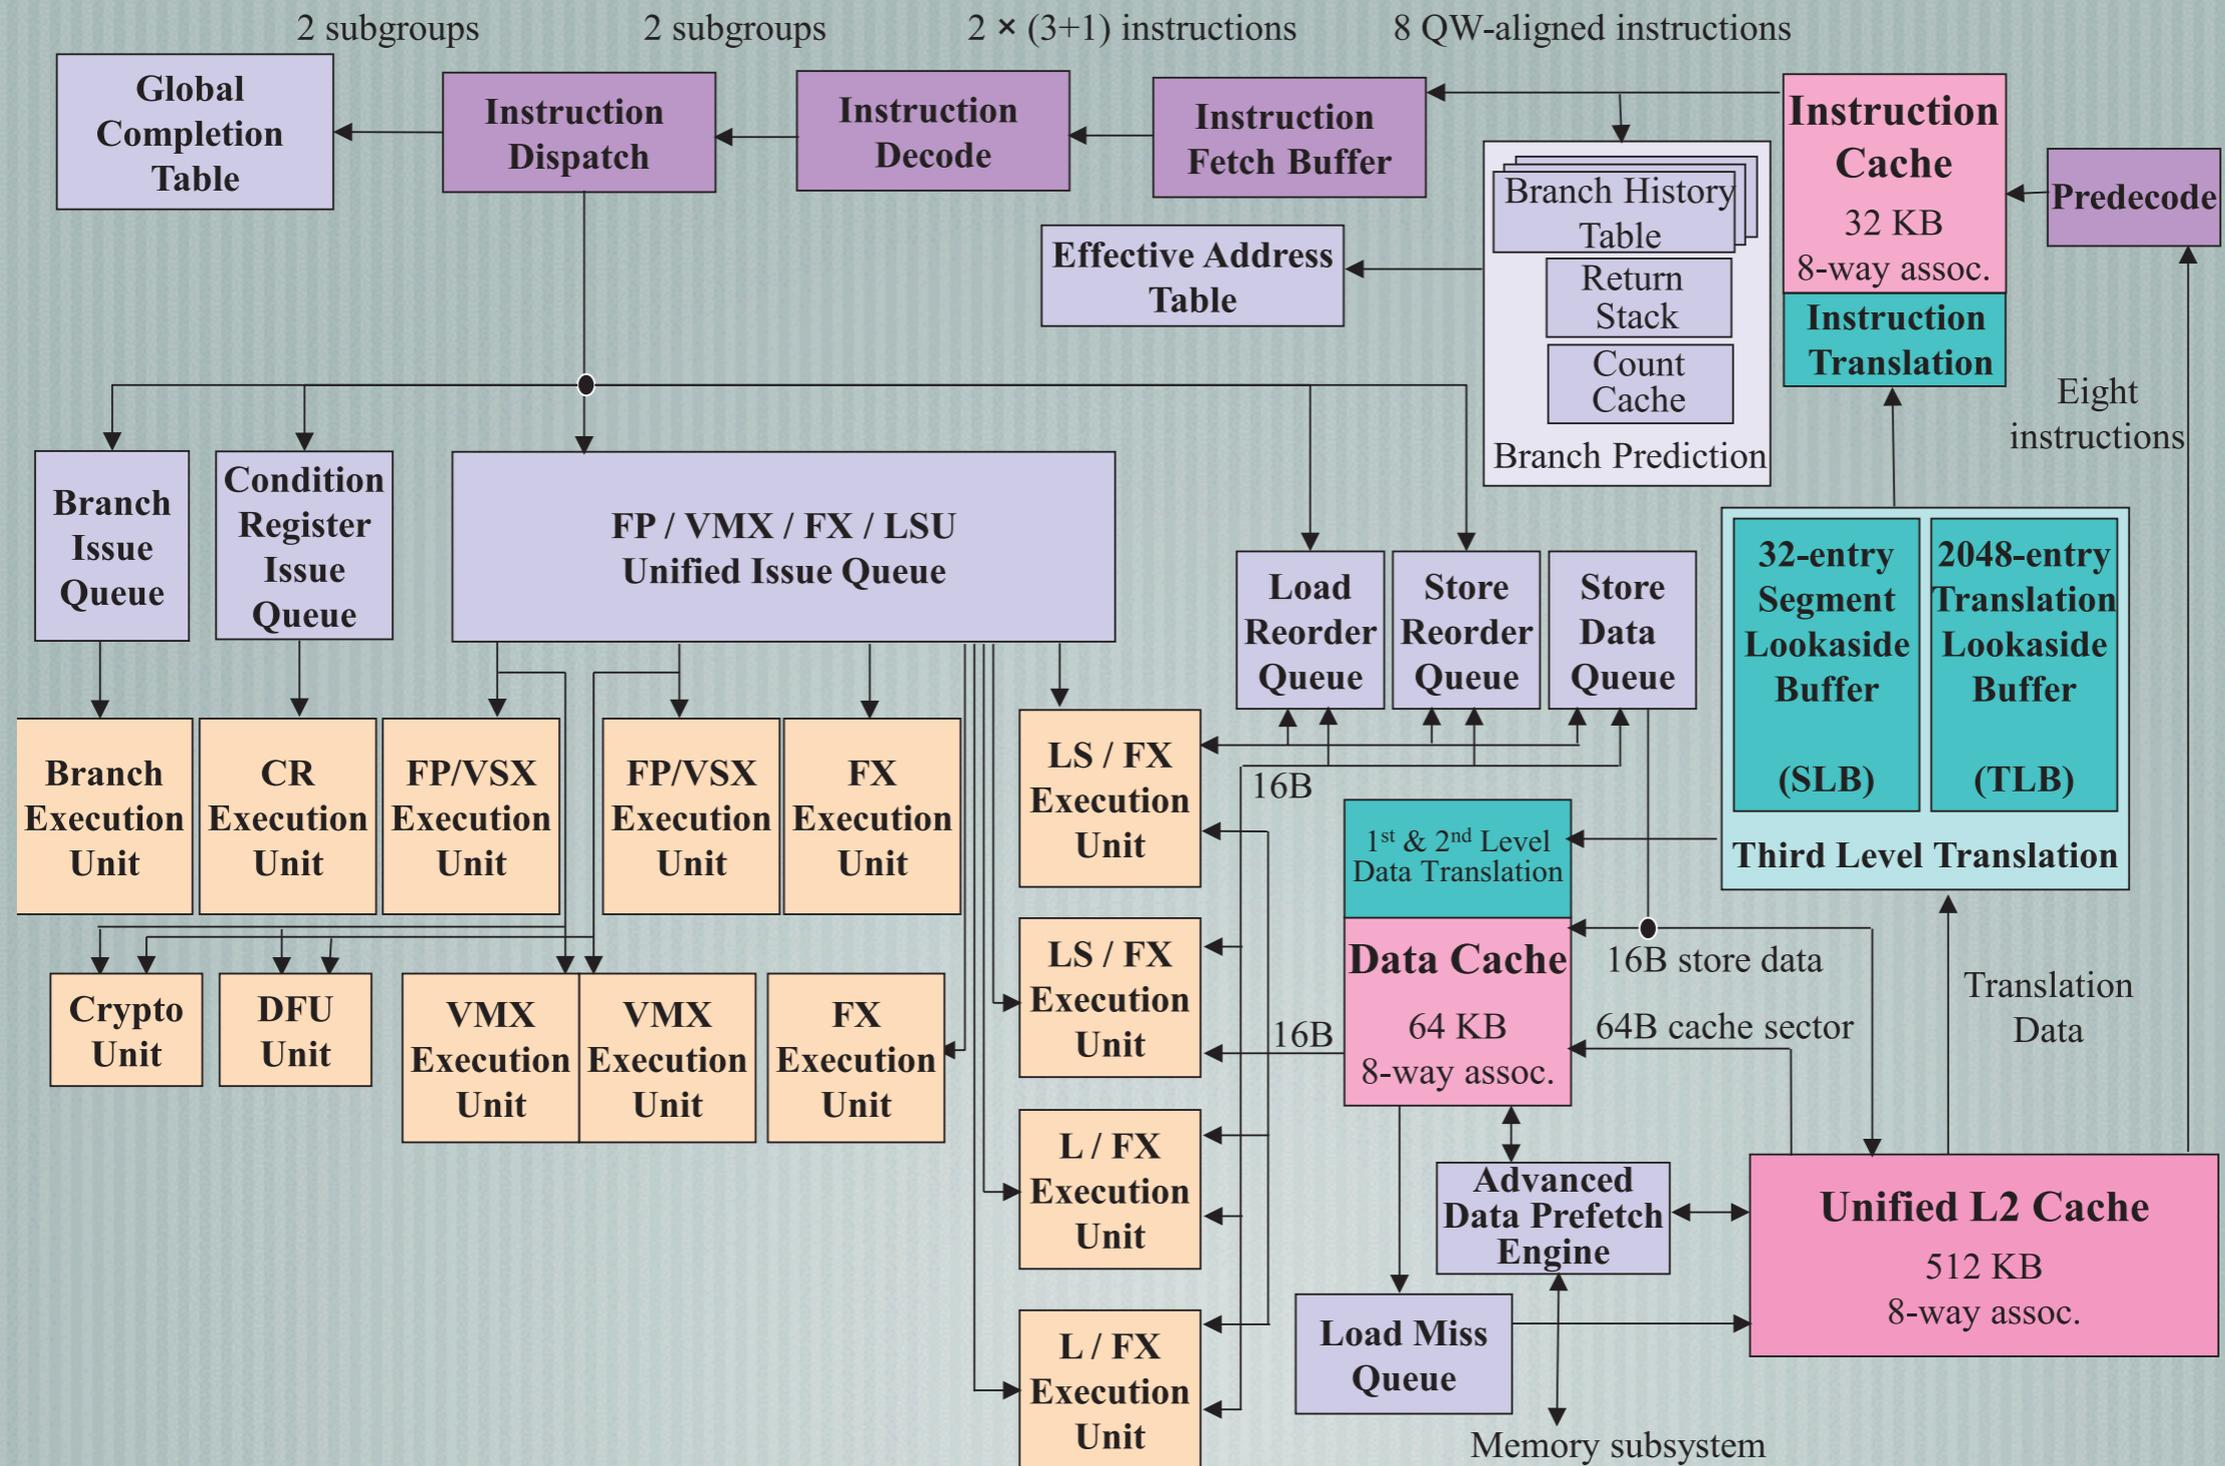 2 subgroups
2 subgroups
2 × (3+1) instructions
8 QW-aligned instructions
Global
Completion
Table
Instruction
Dispatch
Instruction
Decode
Instruction
Fetch Buffer
Instruction
Cache
32 KB
8-way assoc.
Predecode
Branch History
Table
Return
Stack
Count
Cache
Branch Prediction
Effective Address
Table
Instruction
Translation
Eight
instructions
Branch
Issue
Queue
Condition
Register
Issue
Queue
FP / VMX / FX / LSU
Unified Issue Queue
Load
Reorder
Queue
Store
Reorder
Queue
Store
Data
Queue
32-entry
Segment
Lookaside
Buffer
(SLB)
2048-entry
Translation
Lookaside
Buffer
(TLB)
Third Level Translation
Branch
Execution
Unit
CR
Execution
Unit
FP/VSX
Execution
Unit
FP/VSX
Execution
Unit
FX
Execution
Unit
LS / FX
Execution
Unit
16B
1st & 2nd Level
Data Translation
Data Cache
64 KB
8-way assoc.
16B store data
64B cache sector
Translation
Data
Crypto
Unit
DFU
Unit
VMX
Execution
Unit
VMX
Execution
Unit
FX
Execution
Unit
LS / FX
Execution
Unit
16B
L / FX
Execution
Unit
Advanced
Data Prefetch
Engine
Unified L2 Cache
512 KB
8-way assoc.
L / FX
Execution
Unit
Load Miss
Queue
Memory subsystem